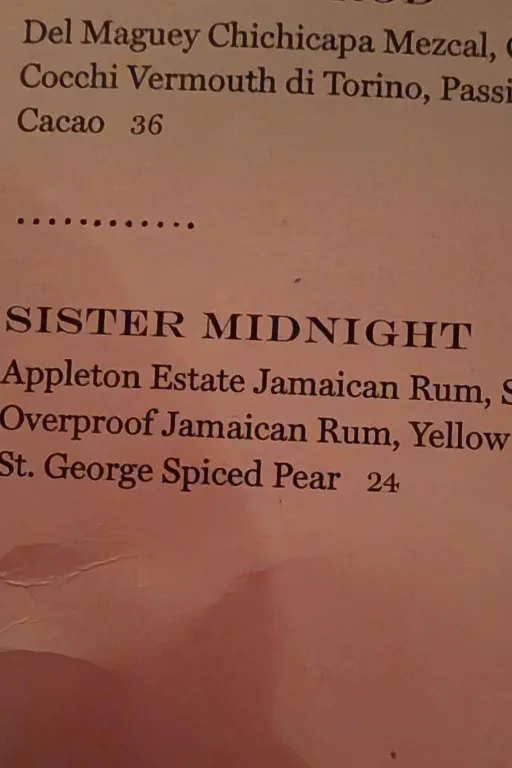 Del Maguey Chichicapa Mezcal,
Cocchi Vermouth di Torino,
Cacao 36
............
SISTER MIDNIGHT
Appleton Estate Jamaican Rum,
Overproof Jamaican Rum, Yellow
St. George Spiced Pear 24